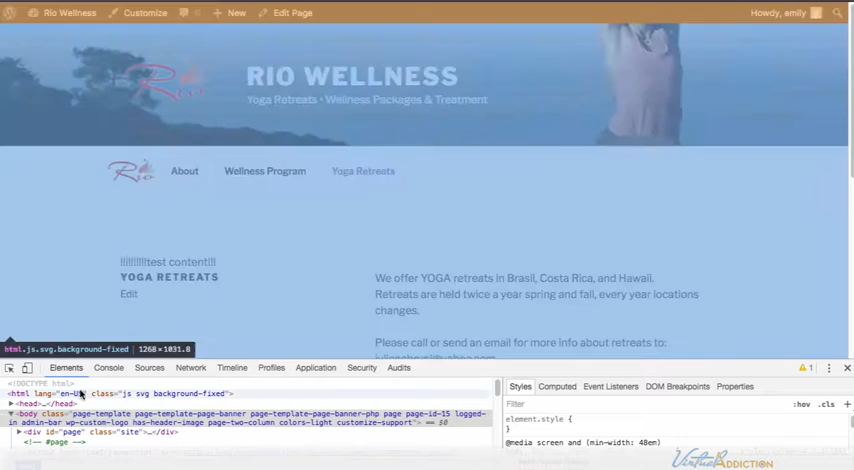 Rio Wellness Customize New Edit Page Howdy, emily
Rio RIO WELLNESS
Yoga Retreats • Wellness Packages & Treatment
Rio About Wellness Program Yoga Retreats
!!!!!!!!!!test content!!!
YOGA RETREATS
Edit
We offer YOGA retreats in Brasil, Costa Rica, and Hawaii.
Retreats are held twice a year spring and fall, every year locations
changes.
Please call or send an email for more info about retreats to:
html.js.svg.background-fixed | 1268 × 1031.8
Elements Console Sources Network Timeline Profiles Application Security Audits 1
<!DOCTYPE html>
<html lang="en-US" class="js svg background-fixed">
<head>…</head>
<body class="page-template page-template-page-banner page-template-page-banner-php page page-id-15 logged-
in admin-bar wp-custom-logo has-header-image page-two-column colors-light customize-support"> == $0
<div id="page" class="site">…</div>
<!-- #page -->
Styles Computed Event Listeners DOM Breakpoints Properties
Filter :hov .cls +
element.style {
}
@media screen and (min-width: 48em)
VirtualADDICTION